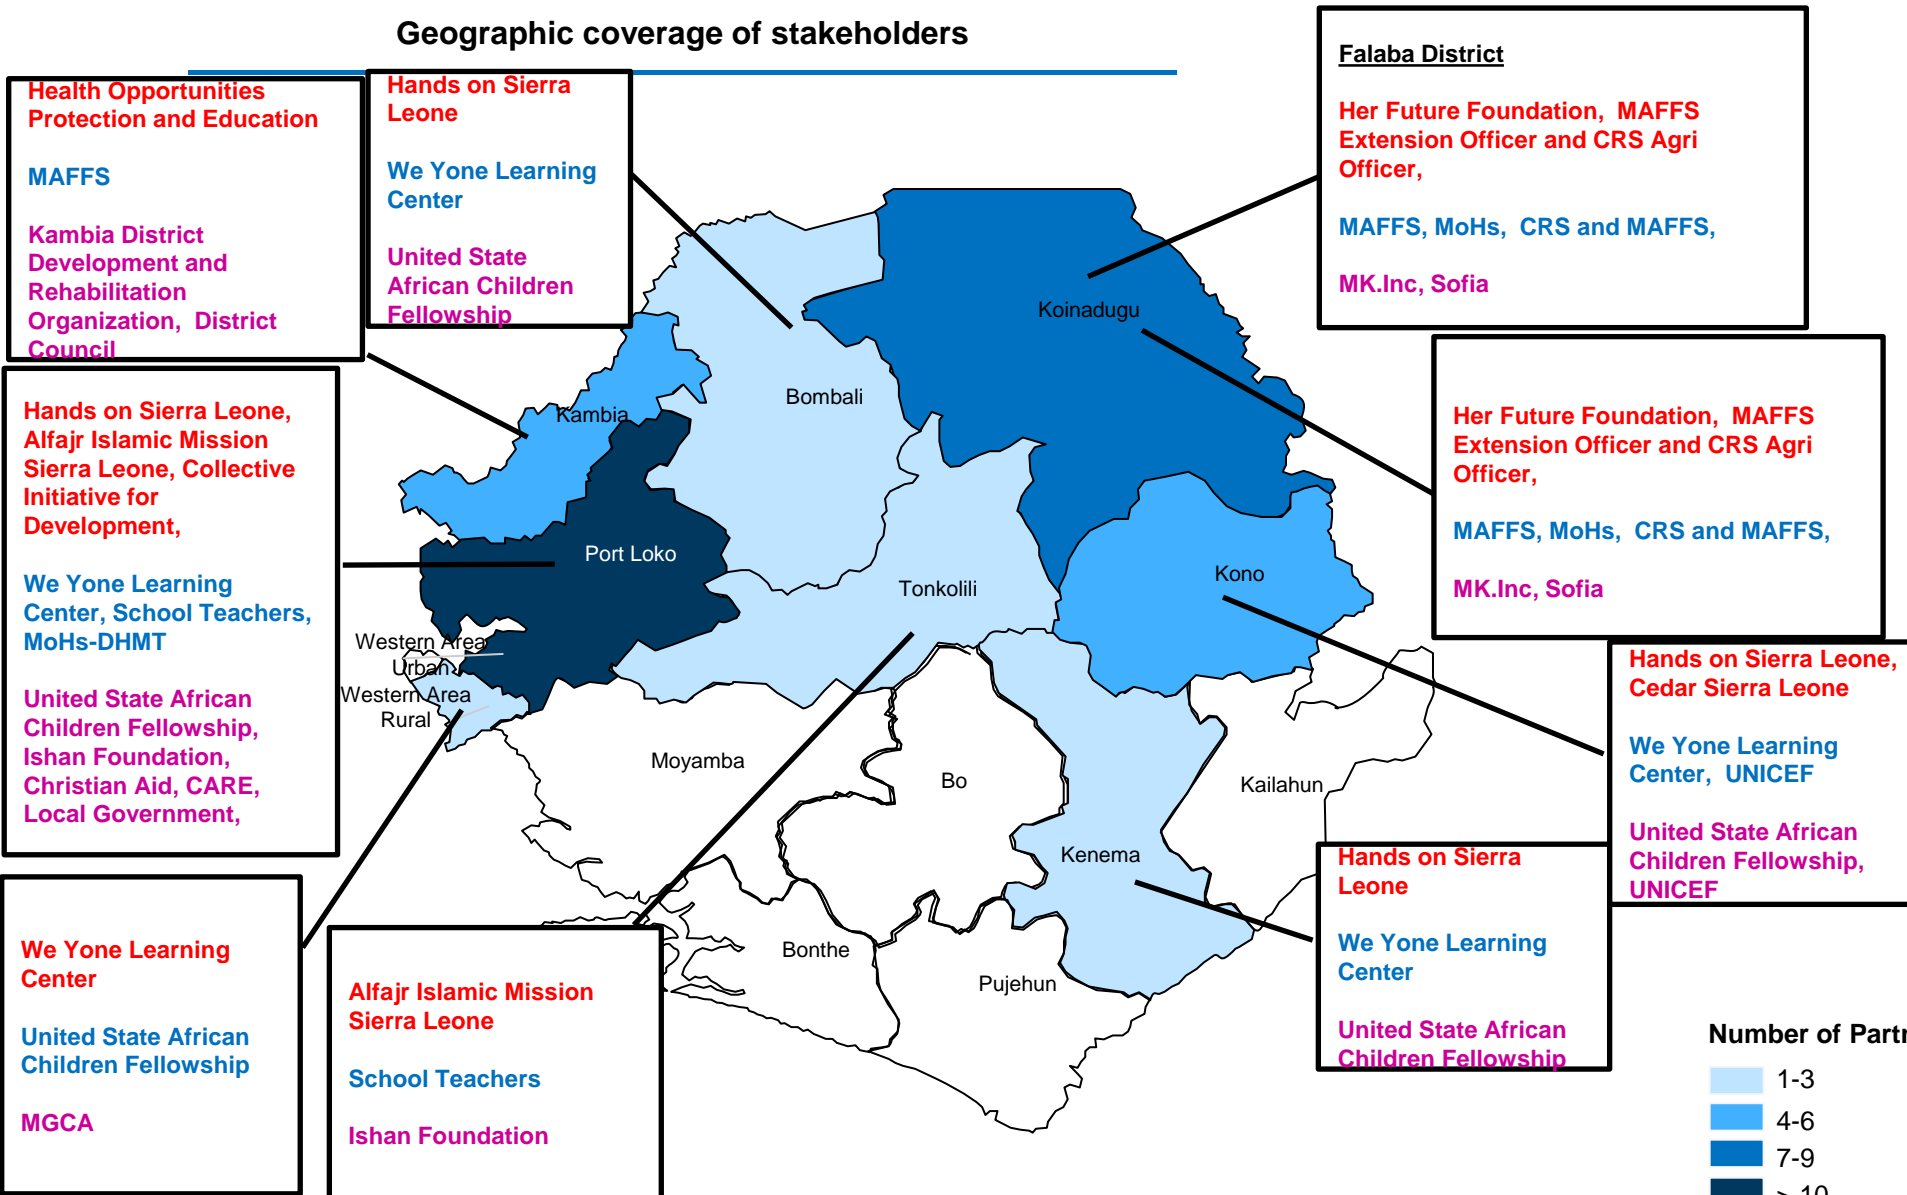 Geographic coverage of stakeholders
Health Opportunities
Protection and Education
MAFFS
Kambia District
Development and
Rehabilitation
Organization, District
Council
Hands on Sierra
Leone
We Yone Learning
Center
United State
African Children
Fellowship
Falaba District
Her Future Foundation, MAFFS
Extension Officer and CRS Agri
Officer,
MAFFS, MoHs, CRS and MAFFS,
MK.Inc, Sofia
Her Future Foundation, MAFFS
Extension Officer and CRS Agri
Officer,
MAFFS, MoHs, CRS and MAFFS,
MK.Inc, Sofia
Hands on Sierra Leone,
Alfajr Islamic Mission
Sierra Leone, Collective
Initiative for
Development,
We Yone Learning
Center, School Teachers,
MoHs-DHMT
United State African
Children Fellowship,
Ishan Foundation,
Christian Aid, CARE,
Local Government,
Koinadugu
Bombali
Kambia
Port Loko
Tonkolili
Kono
Western Area
Urban
Western Area
Rural
Moyamba
Bo
Kailahun
Kenema
Bonthe
Pujehun
Hands on Sierra Leone,
Cedar Sierra Leone
We Yone Learning
Center, UNICEF
United State African
Children Fellowship,
UNICEF
Hands on Sierra
Leone
We Yone Learning
Center
United State African
Children Fellowship
We Yone Learning
Center
United State African
Children Fellowship
MGCA
Alfajr Islamic Mission
Sierra Leone
School Teachers
Ishan Foundation
Number of Partn
1-3
4-6
7-9
> 10